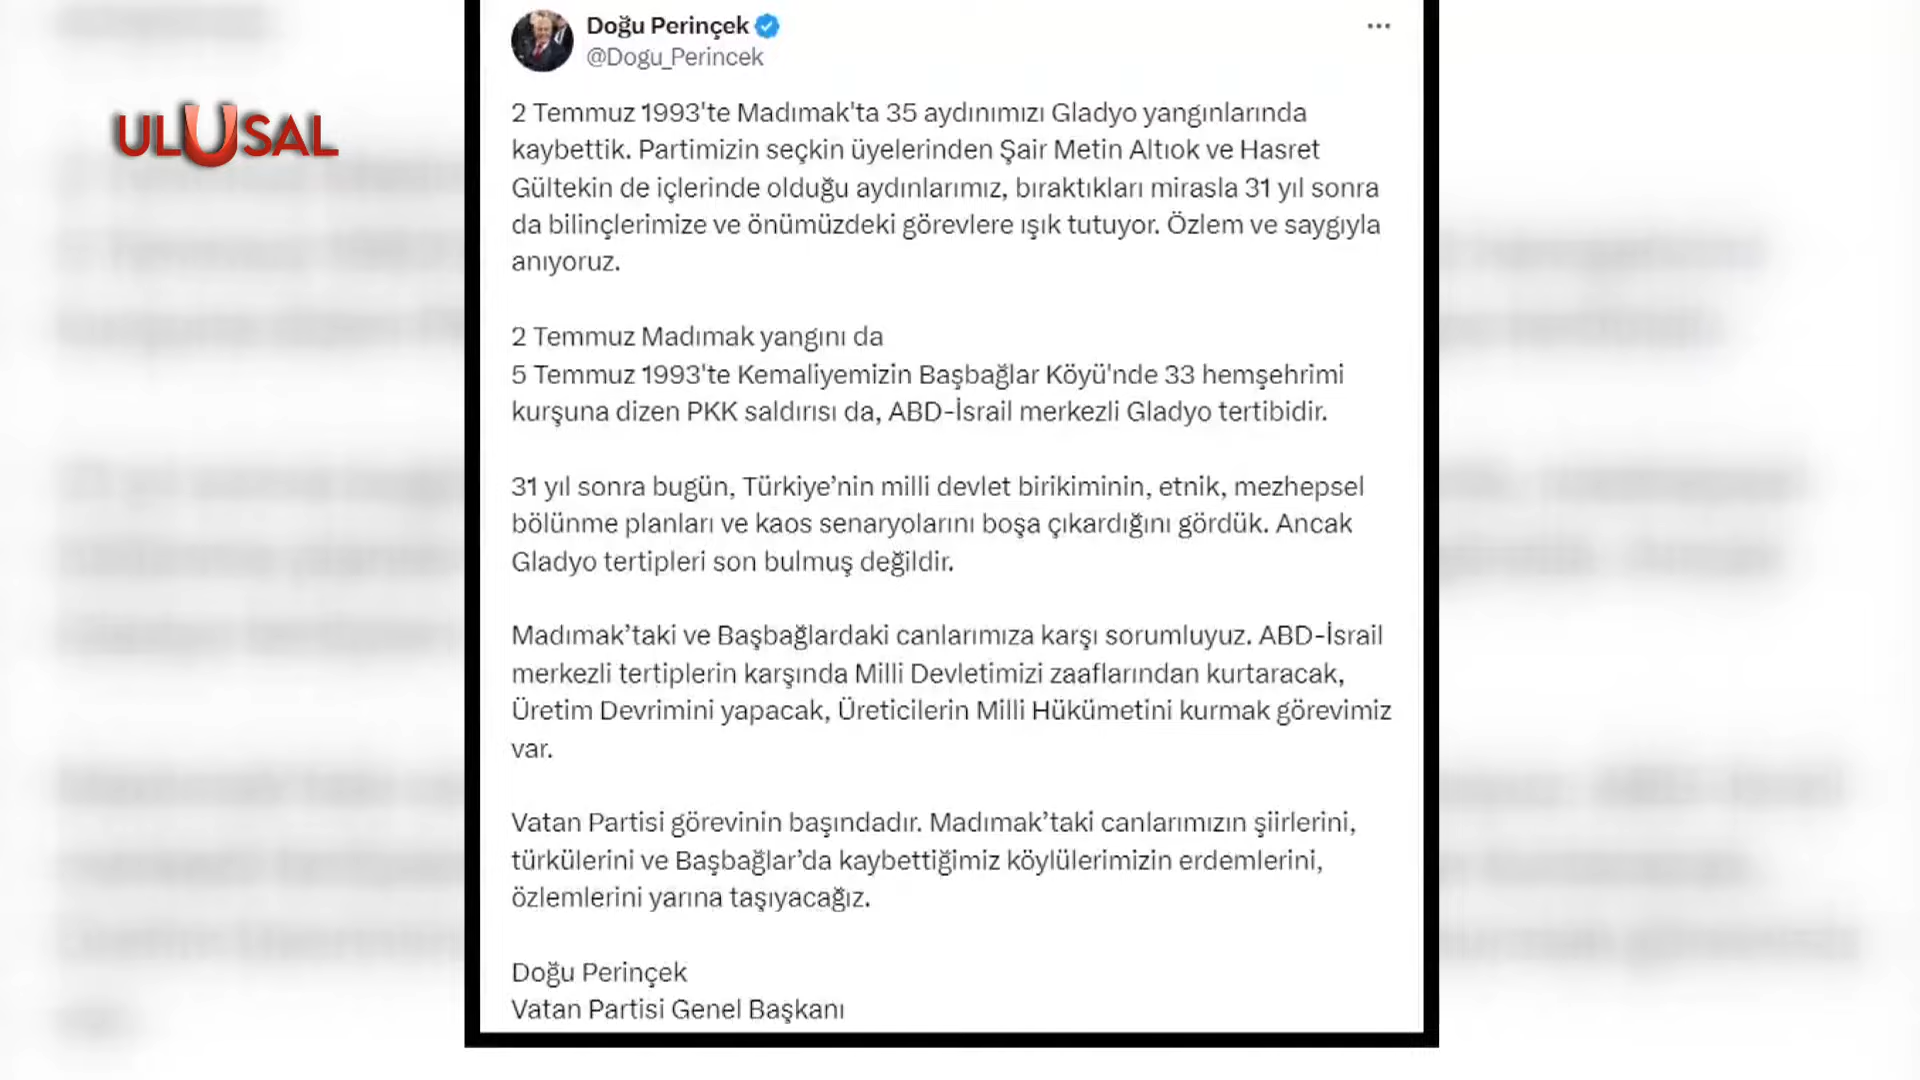 ULUSAL
Doğu Perinçek
@Dogu_Perincek
2 Temmuz 1993'te Madımak'ta 35 aydınımızı Gladyo yangınlarında
kaybettik. Partimizin seçkin üyelerinden Şair Metin Altıok ve Hasret
Gültekin de içlerinde olduğu aydınlarımız, bıraktıkları mirasla 31 yıl sonra
da bilinçlerimize ve önümüzdeki görevlere ışık tutuyor. Özlem ve saygıyla
anıyoruz.
2 Temmuz Madımak yangını da
5 Temmuz 1993'te Kemaliyemizin Başbağlar Köyü'nde 33 hemşehrimi
kurşuna dizen PKK saldırısı da, ABD-İsrail merkezli Gladyo tertibidir.
31 yıl sonra bugün, Türkiye’nin milli devlet birikiminin, etnik, mezhepsel
bölünme planları ve kaos senaryolarını boşa çıkardığını gördük. Ancak
Gladyo tertipleri son bulmuş değildir.
Madımak’taki ve Başbağlardaki canlarımıza karşı sorumluyuz. ABD-İsrail
merkezli tertiplerin karşında Milli Devletimizi zaaflarından kurtaracak,
Üretim Devrimini yapacak, Üreticilerin Milli Hükümetini kurmak görevimiz
var.
Vatan Partisi görevinin başındadır. Madımak’taki canlarımızın şiirlerini,
türkülerini ve Başbağlar’da kaybettiğimiz köylülerimizin erdemlerini,
özlemlerini yarına taşıyacağız.
Doğu Perinçek
Vatan Partisi Genel Başkanı